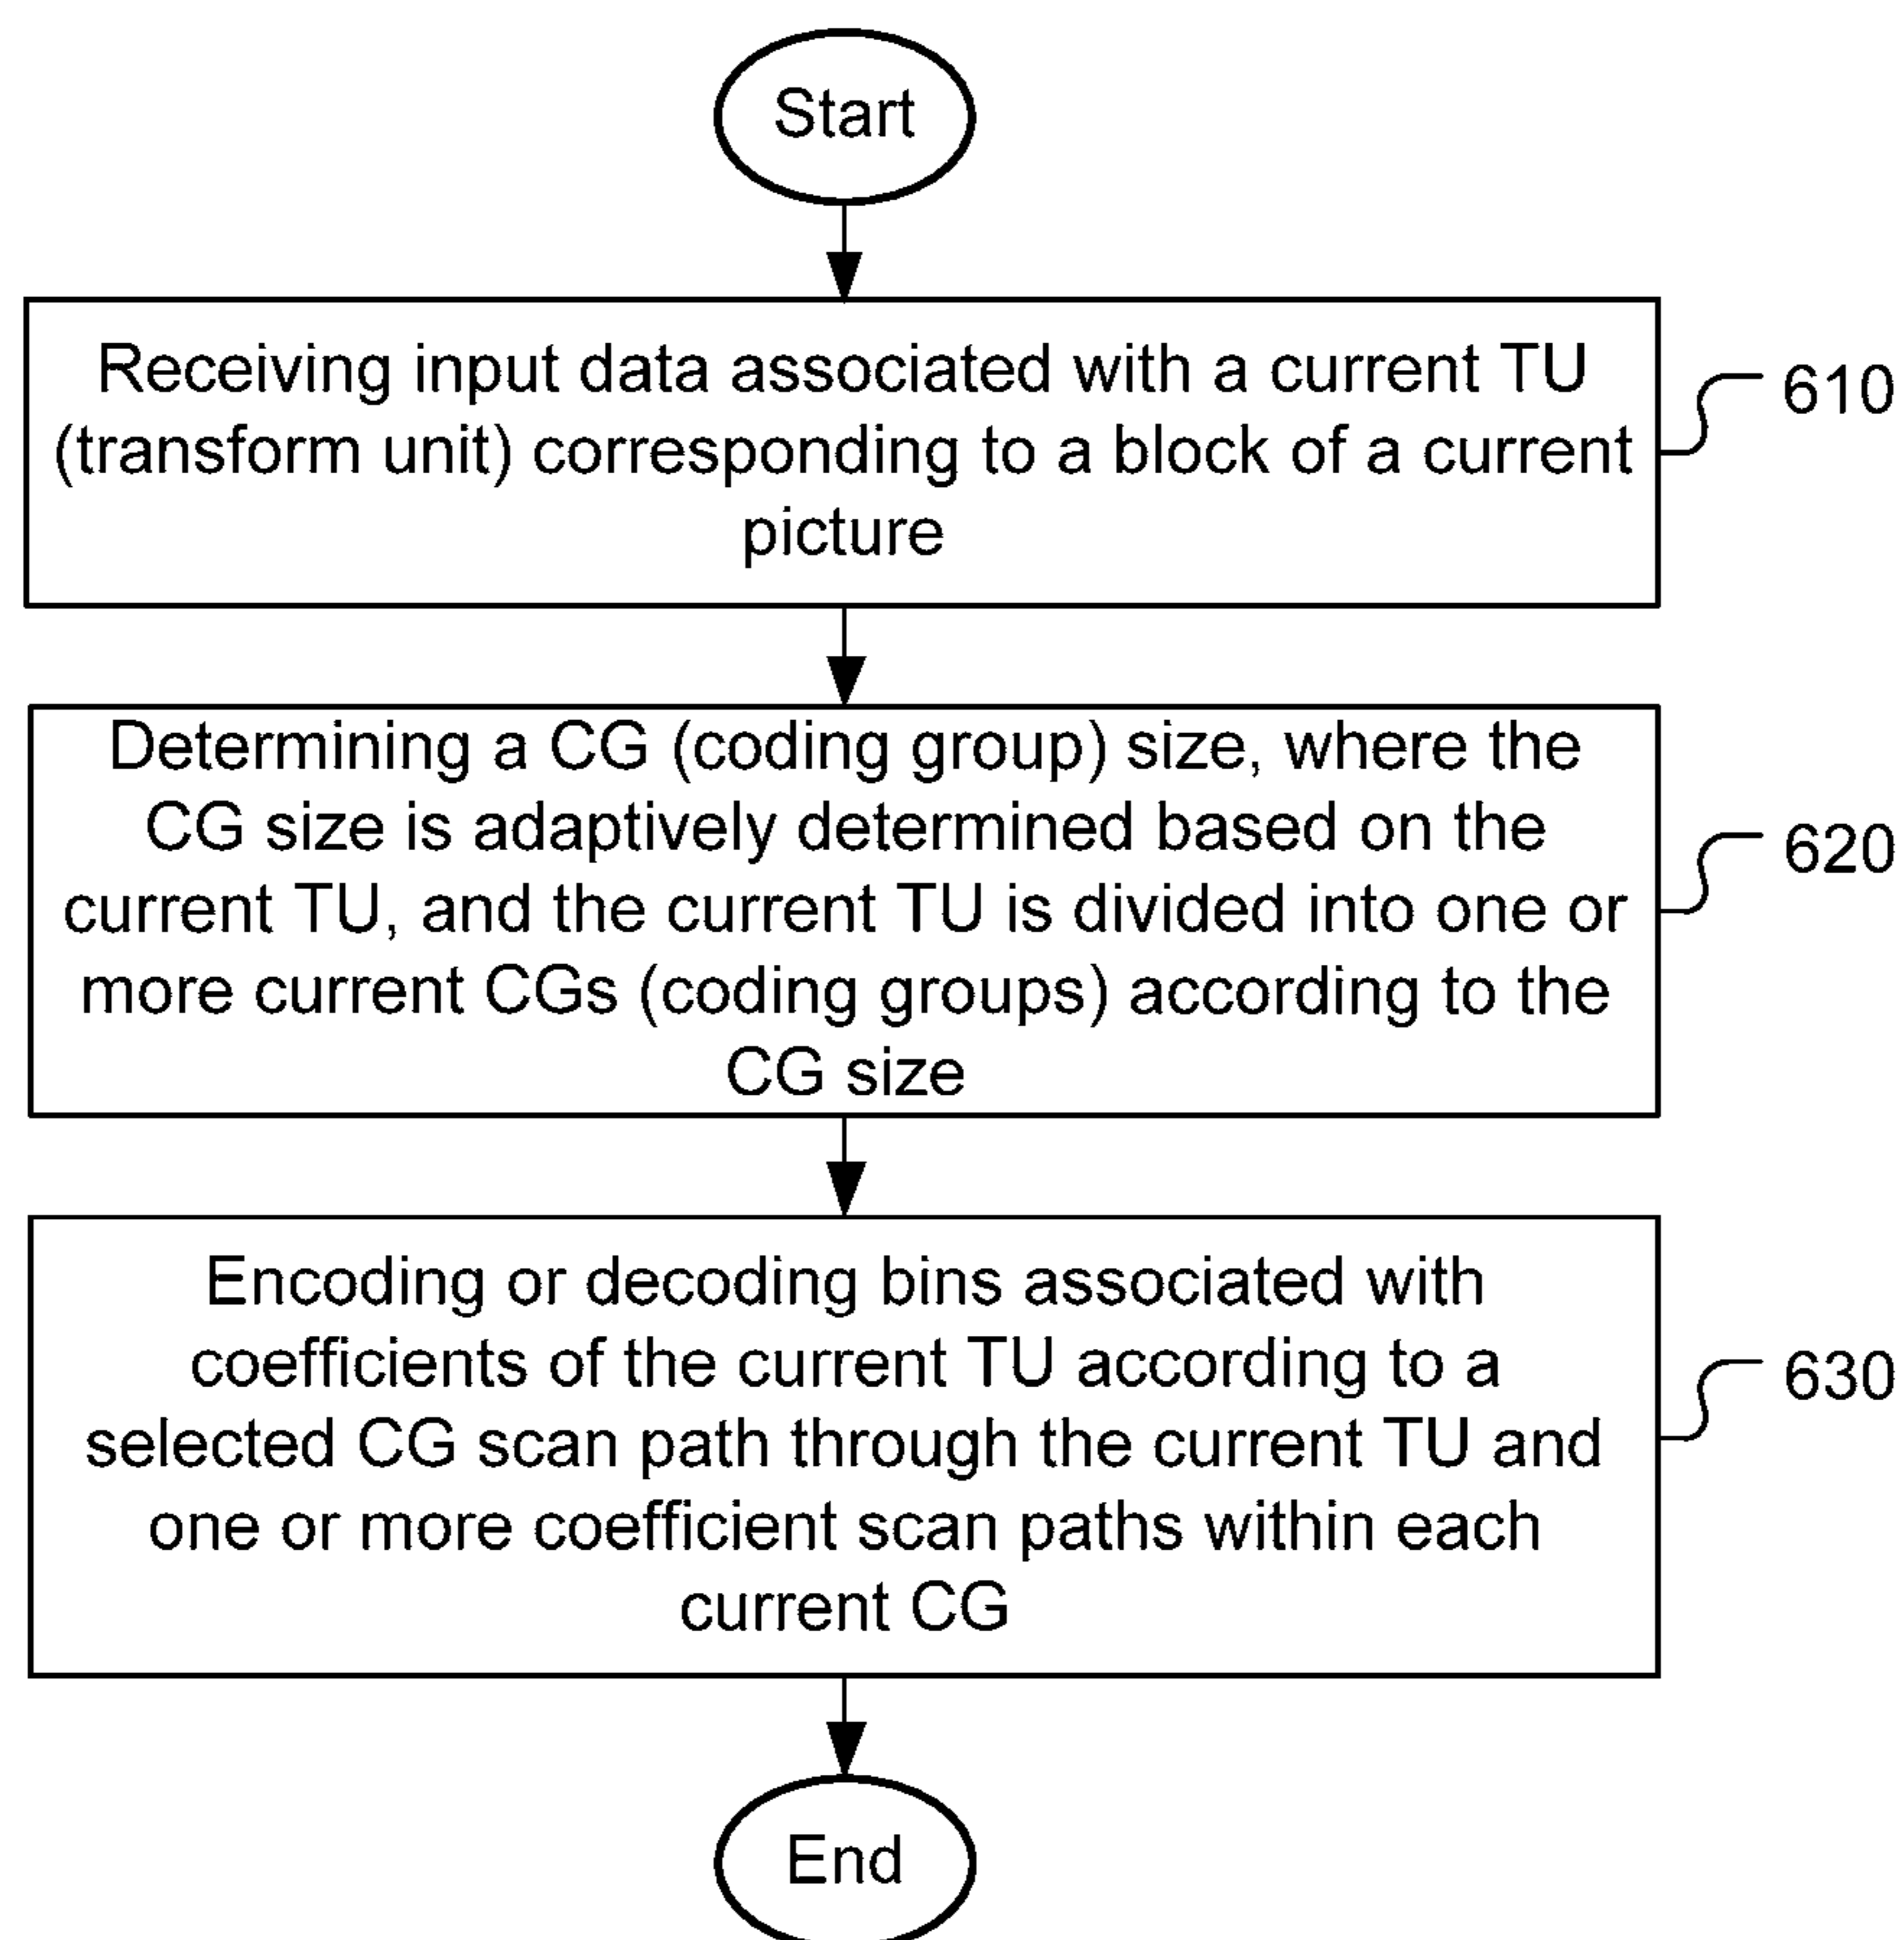 Start
Receiving input data associated with a current TU
(transform unit) corresponding to a block of a current
picture
610
Determining a CG (coding group) size, where the
CG size is adaptively determined based on the
current TU, and the current TU is divided into one or
more current CGs (coding groups) according to the
CG size
620
Encoding or decoding bins associated with
coefficients of the current TU according to a
selected CG scan path through the current TU and
one or more coefficient scan paths within each
current CG
630
End